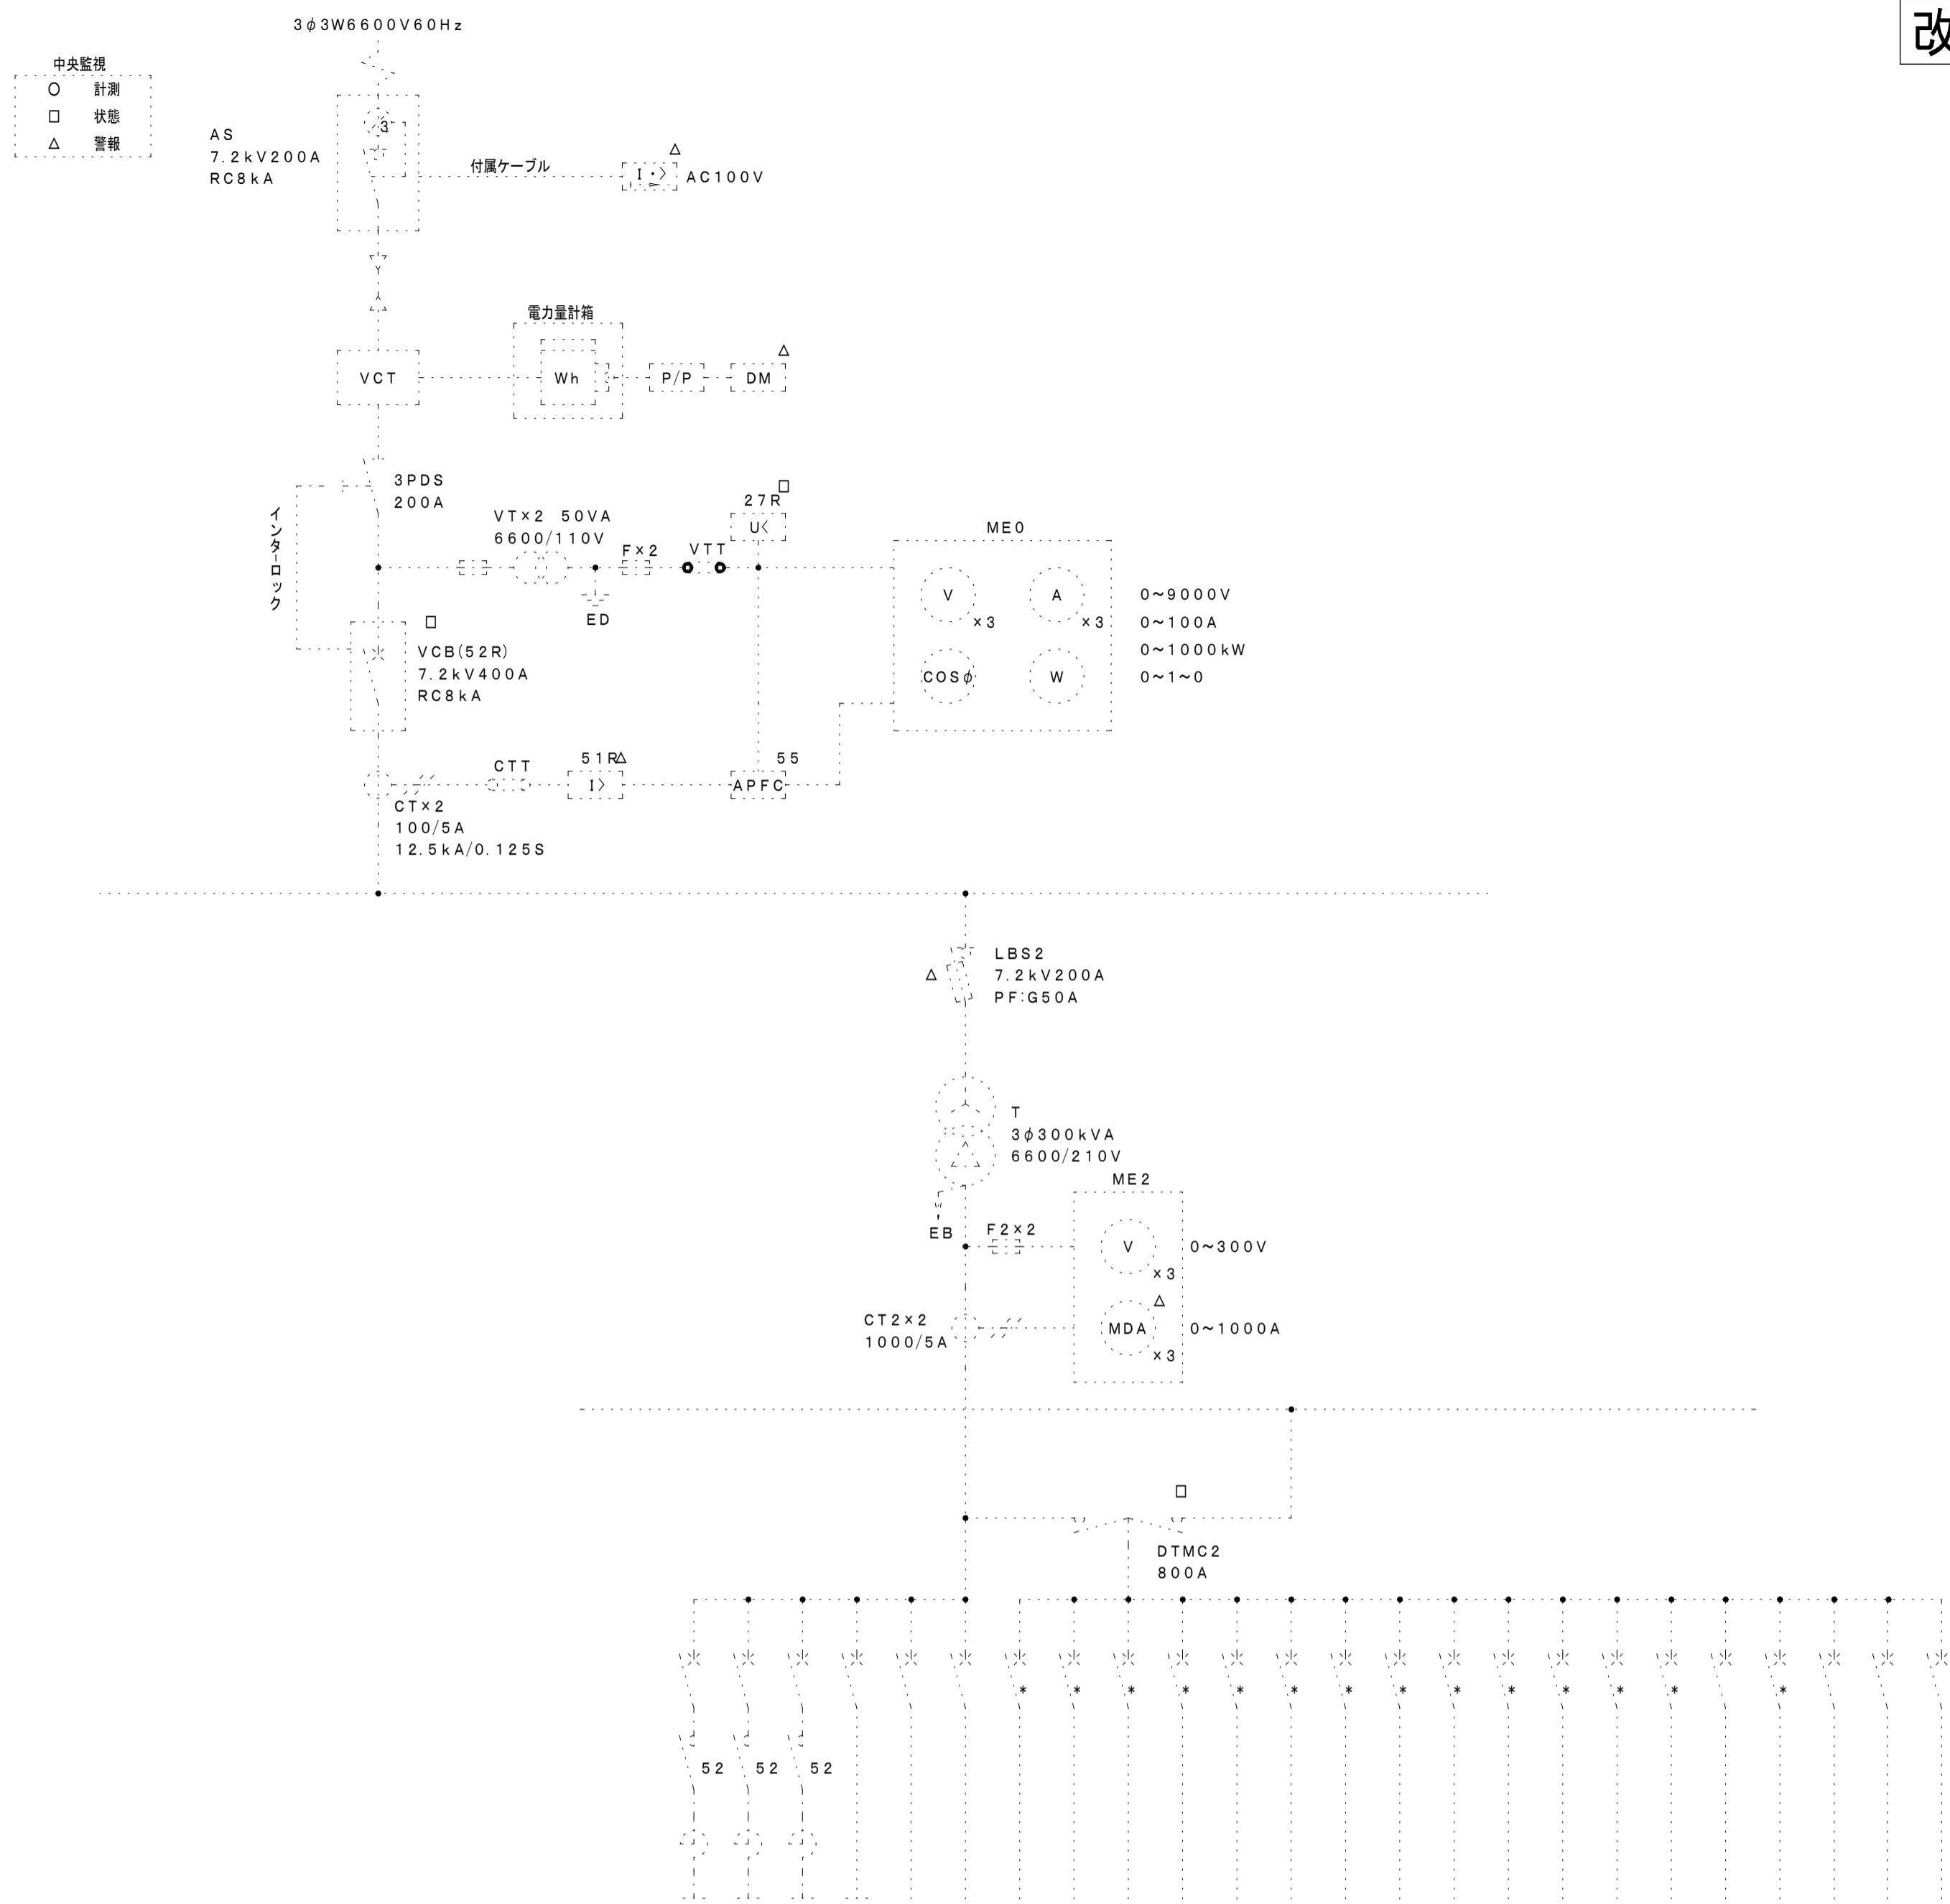 3φ3W6600V60Hz
改
中央監視
○ 計測
□ 状態
△ 警報
AS
7.2kV200A
RC8kA
3
付属ケーブル
△
I・>
AC100V
電力量計箱
VCT
Wh
P/P
△
DM
3PDS
200A
インターロック
VT×2 50VA
6600/110V
F×2
VTT
□
27R
U<
ED
ME0
V
×3
A
×3
COSφ
W
0~9000V
0~100A
0~1000kW
0~1~0
□
VCB(52R)
7.2kV400A
RC8kA
CTT
51R△
I>
55
APFC
CT×2
100/5A
12.5kA/0.125S
△
LBS2
7.2kV200A
PF:G50A
T
3φ300kVA
6600/210V
EB
F2×2
ME2
V
×3
0~300V
CT2×2
1000/5A
△
MDA
×3
0~1000A
□
DTMC2
800A
* * * * * * * * * * * * * *
52 52 52